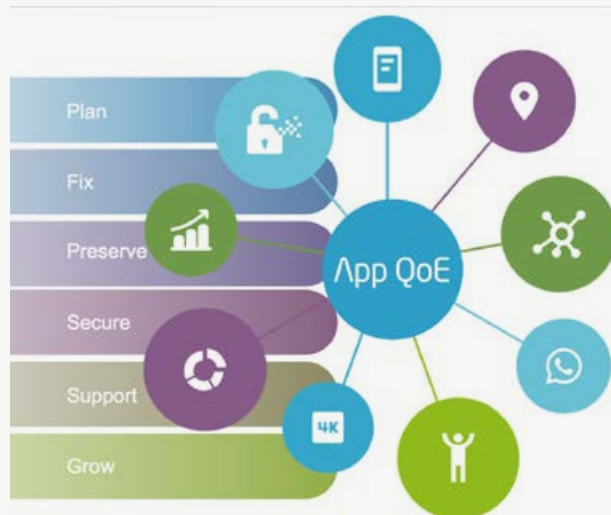 Plan
Fix
Preserve
Secure
Support
Grow
App QoE
4K